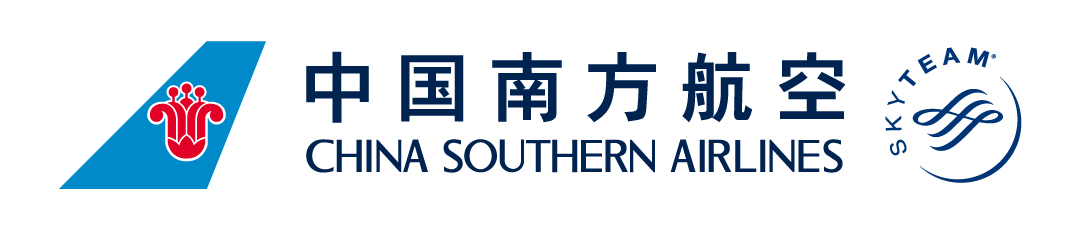 中国南方航空
CHINA SOUTHERN AIRLINES
SKYTEAM®